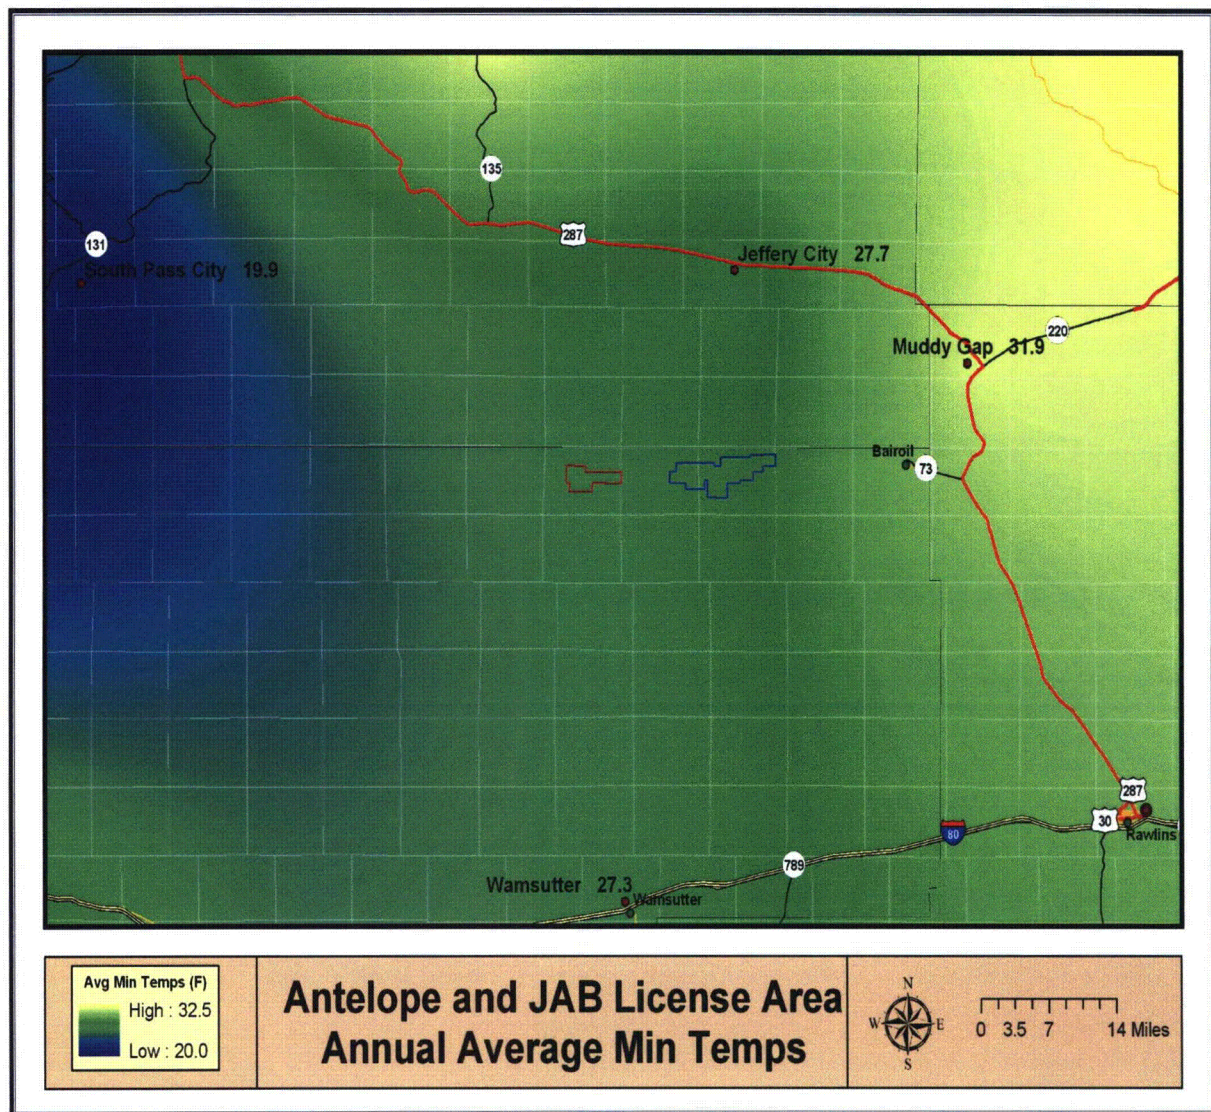 135
131
South Pass City 19.9
287
Jeffery City 27.7
220
Muddy Gap 31.9
Bairoil
73
287
30
Rawlins
80
789
Wamsutter 27.3
Wamsutter
Avg Min Temps (F)
High : 32.5
Low : 20.0
Antelope and JAB License Area
Annual Average Min Temps
N
W E
S
0 3.5 7 14 Miles